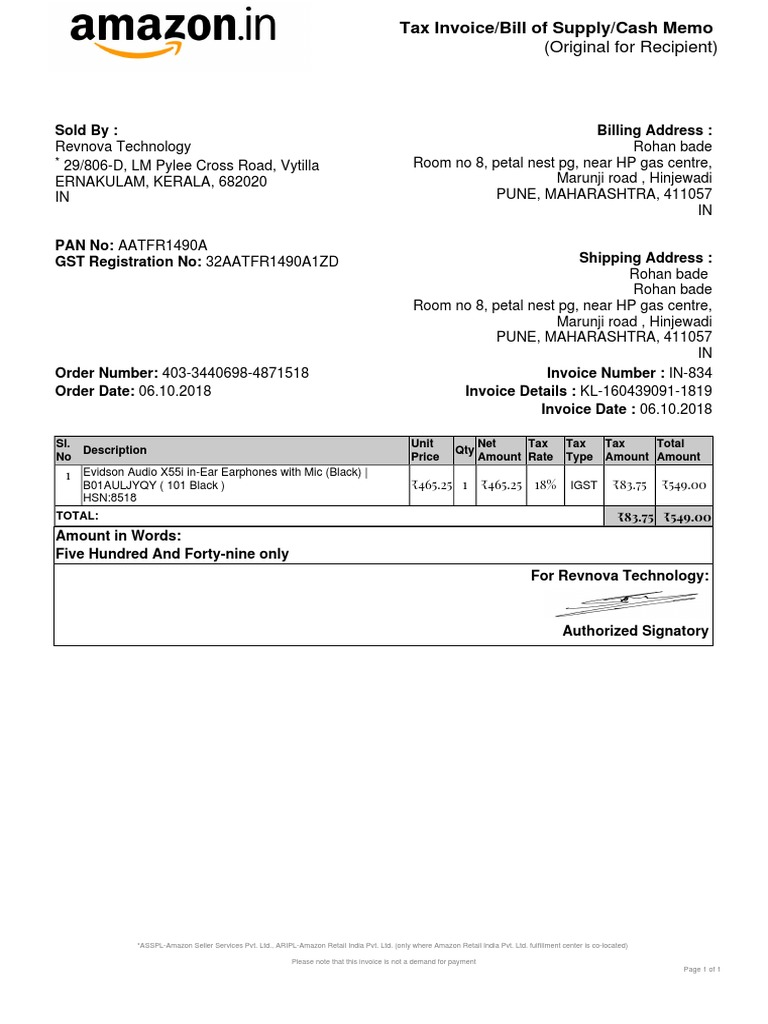 amazon.in
Tax Invoice/Bill of Supply/Cash Memo
(Original for Recipient)
Sold By :
Revnova Technology
* 29/806-D, LM Pylee Cross Road, Vytilla
ERNAKULAM, KERALA, 682020
IN
PAN No: AATFR1490A
GST Registration No: 32AATFR1490A1ZD
Billing Address :
Rohan bade
Room no 8, petal nest pg, near HP gas centre,
Marunji road , Hinjewadi
PUNE, MAHARASHTRA, 411057
IN
Shipping Address :
Rohan bade
Rohan bade
Room no 8, petal nest pg, near HP gas centre,
Marunji road , Hinjewadi
PUNE, MAHARASHTRA, 411057
IN
Order Number: 403-3440698-4871518
Order Date: 06.10.2018
Invoice Number : IN-834
Invoice Details : KL-160439091-1819
Invoice Date : 06.10.2018
Sl. No Description Unit Price Qty Net Amount Tax Rate Tax Type Tax Amount Total Amount
1 Evidson Audio X55i in-Ear Earphones with Mic (Black) |
B01AULJYQY ( 101 Black ) ₹465.25 1 ₹465.25 18% IGST ₹83.75 ₹549.00
HSN:8518
TOTAL: ₹83.75 ₹549.00
Amount in Words:
Five Hundred And Forty-nine only
For Revnova Technology:
Authorized Signatory
*ASSPL-Amazon Seller Services Pvt. Ltd., ARIPL-Amazon Retail India Pvt. Ltd. (only where Amazon Retail India Pvt. Ltd. fulfillment center is co-located)
Please note that this invoice is not a demand for payment
Page 1 of 1